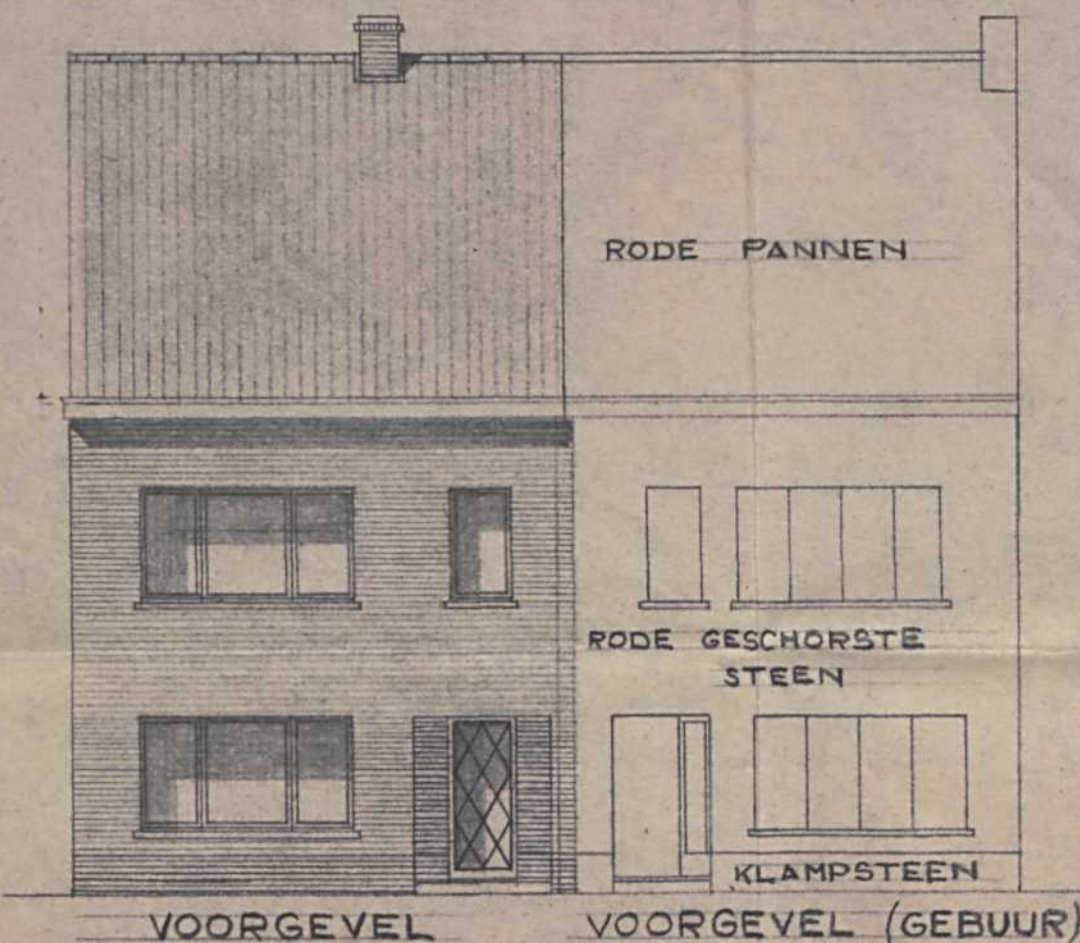 RODE PANNEN
RODE GESCHORSTE
STEEN
KLAMPSTEEN
VOORGEVEL
VOORGEVEL (GEBUUR)